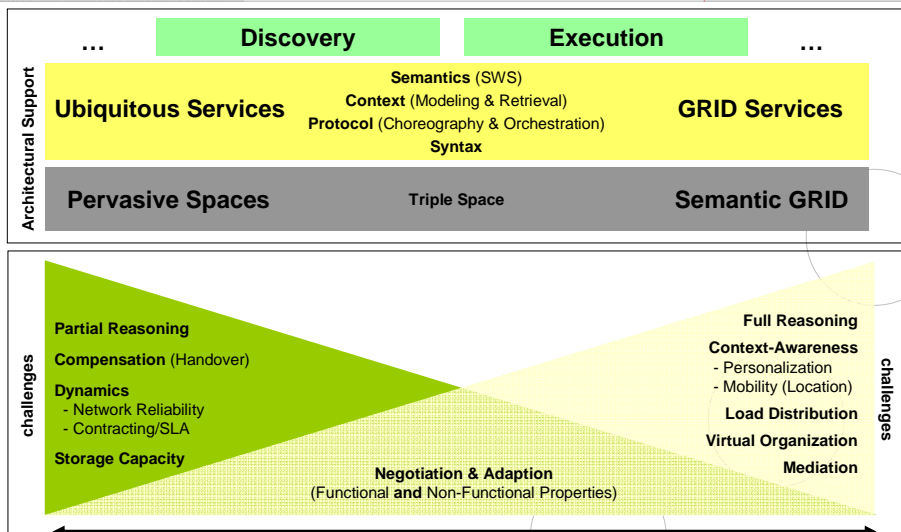 Architectural Support
...
Discovery
Execution
...
Ubiquitous Services
Semantics (SWS)
Context (Modeling & Retrieval)
Protocol (Choreography & Orchestration)
Syntax
GRID Services
Pervasive Spaces
Triple Space
Semantic GRID
challenges
Partial Reasoning
Compensation (Handover)
Dynamics
- Network Reliability
- Contracting/SLA
Storage Capacity
Negotiation & Adaption
(Functional and Non-Functional Properties)
Full Reasoning
Context-Awareness
- Personalization
- Mobility (Location)
Load Distribution
Virtual Organization
Mediation
challenges